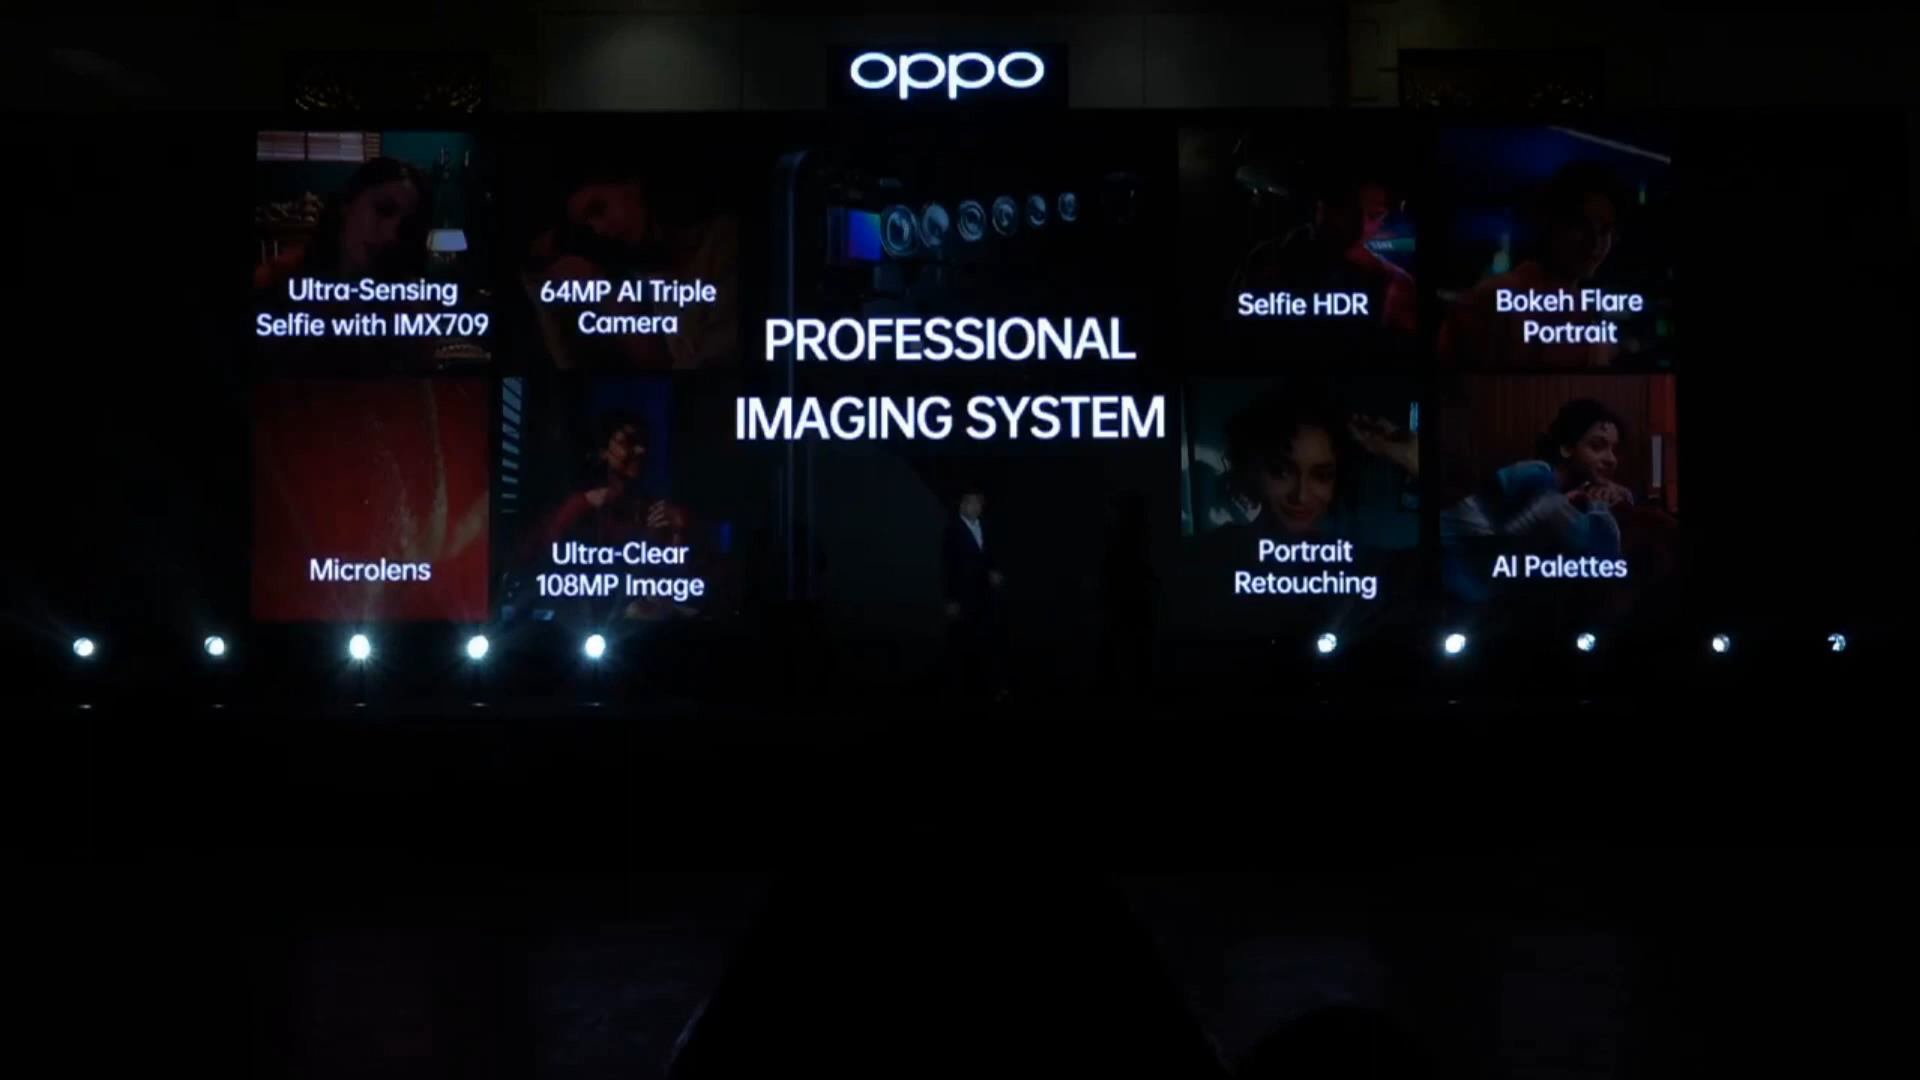 oppo
Ultra-Sensing
Selfie with IMX709
64MP AI Triple
Camera
Microlens
Ultra-Clear
108MP Image
PROFESSIONAL
IMAGING SYSTEM
Selfie HDR
Bokeh Flare
Portrait
Portrait
Retouching
AI Palettes